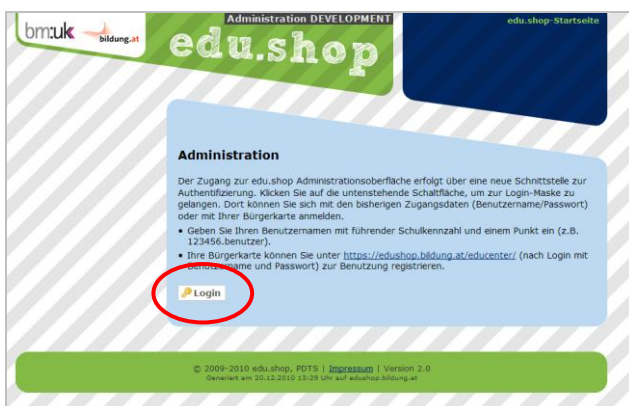 Administration DEVELOPMENT
edu.shop-Startseite
bm:uk
bildung.at
edu.shop
Administration
Der Zugang zur edu.shop Administrationsoberfläche erfolgt über eine neue Schnittstelle zur
Authentifizierung. Klicken Sie auf die untenstehende Schaltfläche, um zur Login-Maske zu
gelangen. Dort können Sie sich mit den bisherigen Zugangsdaten (Benutzername/Passwort)
oder mit Ihrer Bürgerkarte anmelden.
• Geben Sie Ihren Benutzernamen mit führender Schulkennzahl und einem Punkt ein (z.B.
123456.benutzer).
• Ihre Bürgerkarte können Sie unter https://edushop.bildung.at/educenter/ (nach Login mit
Benutzername und Passwort) zur Benutzung registrieren.
Login
© 2009-2010 edu.shop, PDTS | Impressum | Version 2.0
Generiert am 20.12.2010 13:29 Uhr auf edushop.bildung.at